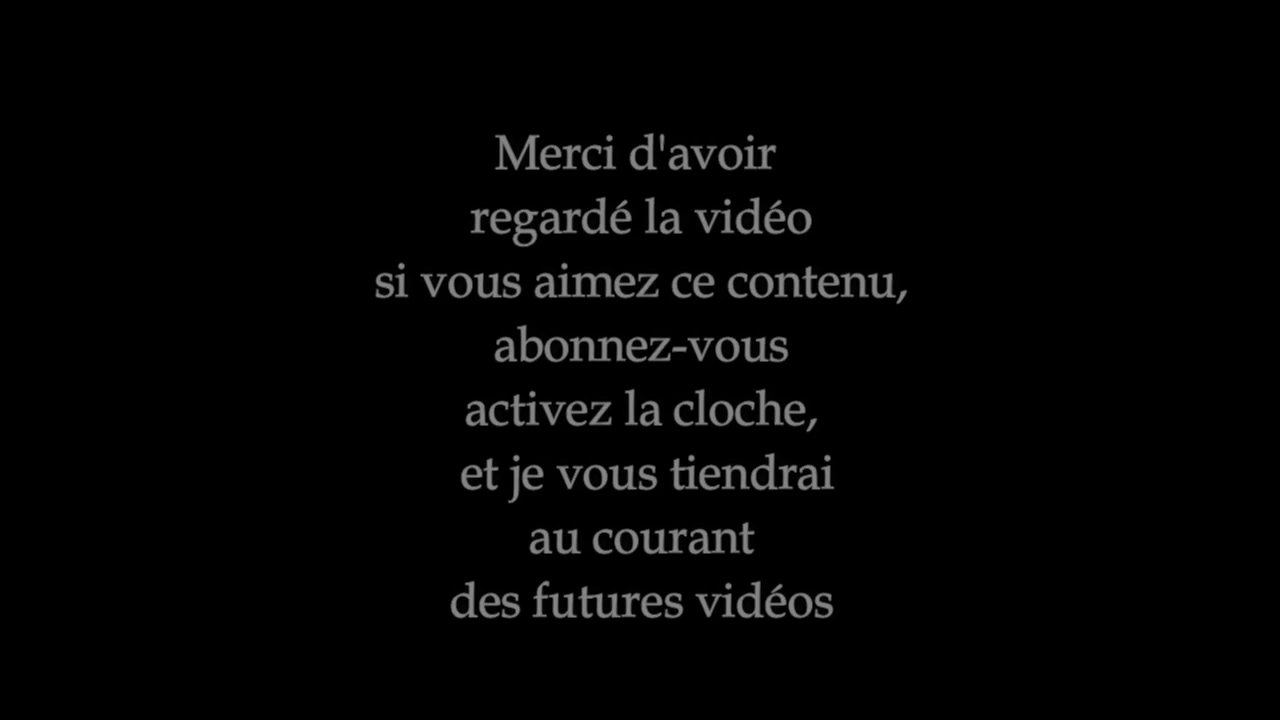 Merci d'avoir
regardé la vidéo
si vous aimez ce contenu,
abonnez-vous
activez la cloche,
et je vous tiendrai
au courant
des futures vidéos